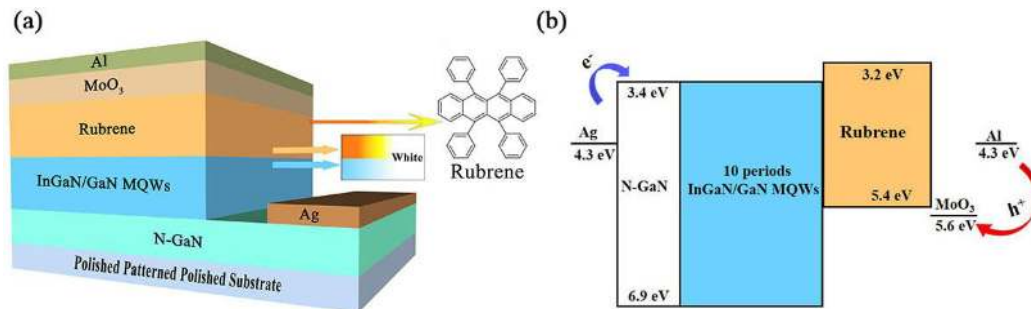 (a)
Al
MoO₃
Rubrene
InGaN/GaN MQWs
N-GaN
Polished Patterned Polished Substrate
Ag
White
Rubrene
(b)
e⁻
Ag
4.3 eV
3.4 eV
N-GaN
6.9 eV
10 periods
InGaN/GaN MQWs
3.2 eV
Rubrene
5.4 eV
Al
4.3 eV
MoO₃
5.6 eV
h⁺